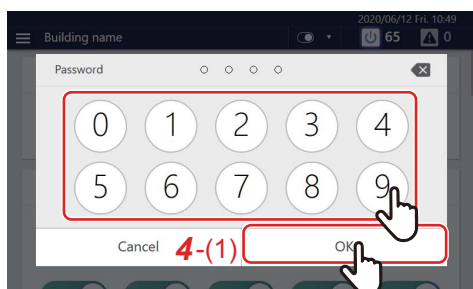 2020/06/12 Fri. 10:49
Building name 65 0
Password
0 1 2 3 4
5 6 7 8 9
Cancel 4-(1) OK